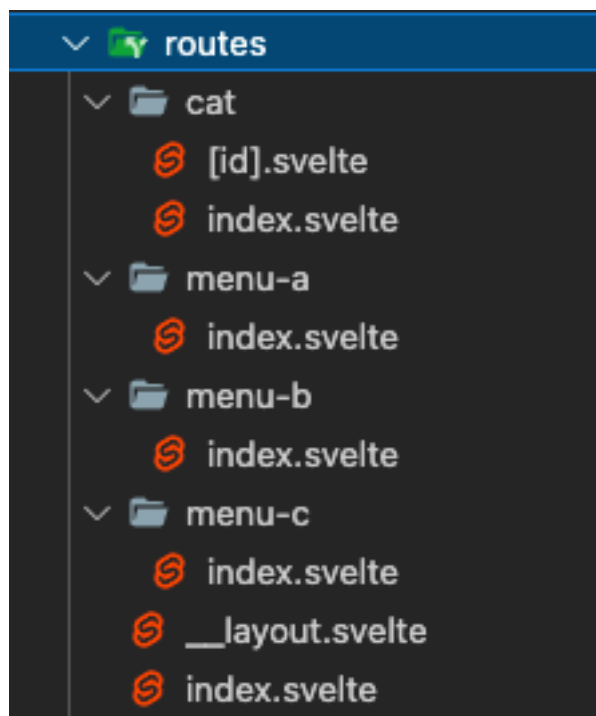 routes
cat
[id].svelte
index.svelte
menu-a
index.svelte
menu-b
index.svelte
menu-c
index.svelte
__layout.svelte
index.svelte